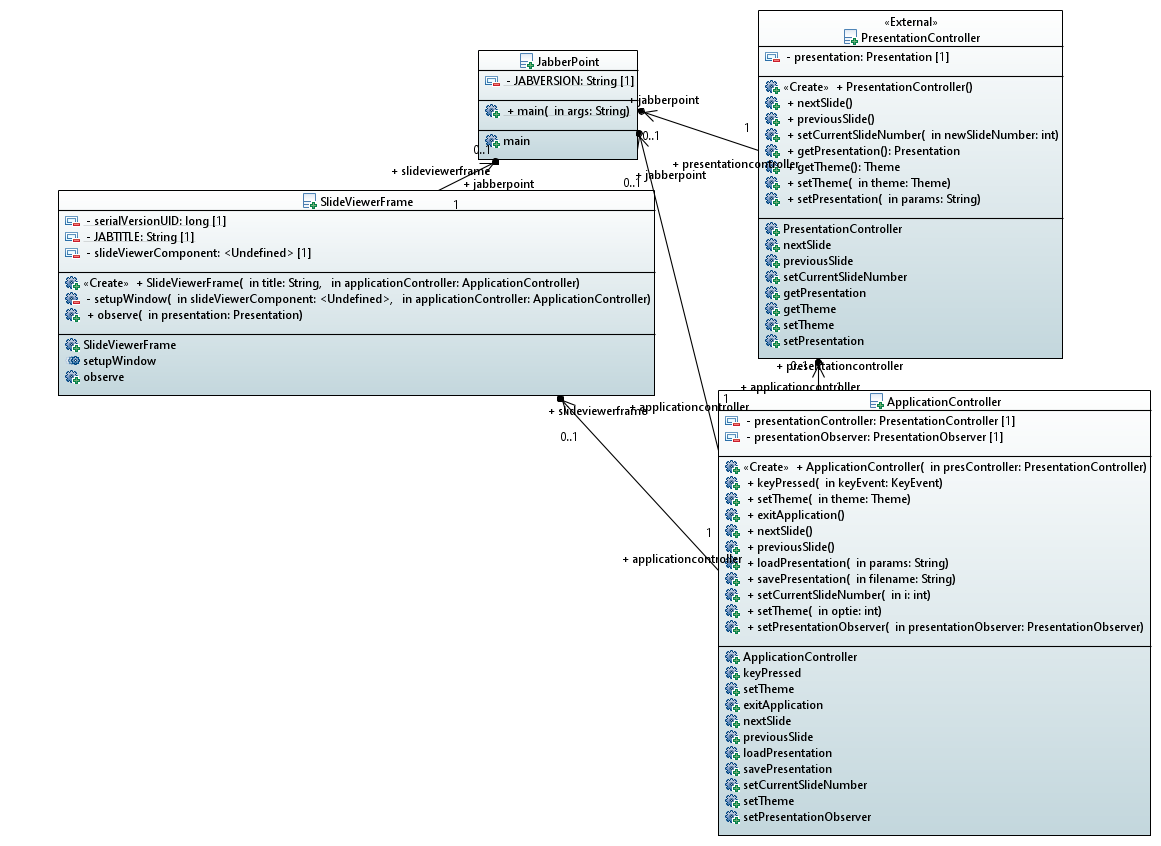 JabberPoint
- JABVERSION: String [1]
+ main( in args: String)
main
«External»
PresentationController
- presentation: Presentation [1]
«Create» + PresentationController()
+ nextSlide()
+ previousSlide()
+ setCurrentSlideNumber( in newSlideNumber: int)
+ getPresentation(): Presentation
+ getTheme(): Theme
+ setTheme( in theme: Theme)
+ setPresentation( in params: String)
PresentationController
nextSlide
previousSlide
setCurrentSlideNumber
getPresentation
getTheme
setTheme
setPresentation
+ jabberpoint
0..1
1
+ presentationcontroller
0..1
+ slideviewerframe
+ jabberpoint
1
+ jabberpoint
0..1
SlideViewerFrame
- serialVersionUID: long [1]
- JABTITLE: String [1]
- slideViewerComponent: <Undefined> [1]
«Create» + SlideViewerFrame( in title: String, in applicationController: ApplicationController)
- setupWindow( in slideViewerComponent: <Undefined>, in applicationController: ApplicationController)
+ observe( in presentation: Presentation)
SlideViewerFrame
setupWindow
observe
+ presentationcontroller
0..1
+ applicationcontroller
1
+ slideviewerframe
+ applicationcontroller
1
0..1
1
+ applicationcontroller
ApplicationController
- presentationController: PresentationController [1]
- presentationObserver: PresentationObserver [1]
«Create» + ApplicationController( in presController: PresentationController)
+ keyPressed( in keyEvent: KeyEvent)
+ setTheme( in theme: Theme)
+ exitApplication()
+ nextSlide()
+ previousSlide()
+ loadPresentation( in params: String)
+ savePresentation( in filename: String)
+ setCurrentSlideNumber( in i: int)
+ setTheme( in optie: int)
+ setPresentationObserver( in presentationObserver: PresentationObserver)
ApplicationController
keyPressed
setTheme
exitApplication
nextSlide
previousSlide
loadPresentation
savePresentation
setCurrentSlideNumber
setTheme
setPresentationObserver